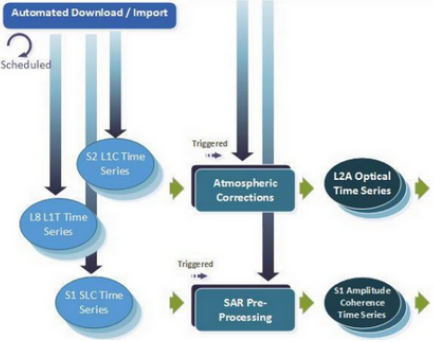 Automated Download / Import
Scheduled
S2 L1C Time
Series
Triggered
Atmospheric
Corrections
L2A Optical
Time Series
L8 L1T Time
Series
Triggered
S1 SLC Time
Series
SAR Pre-
Processing
S1 Amplitude
Coherence
Time Series